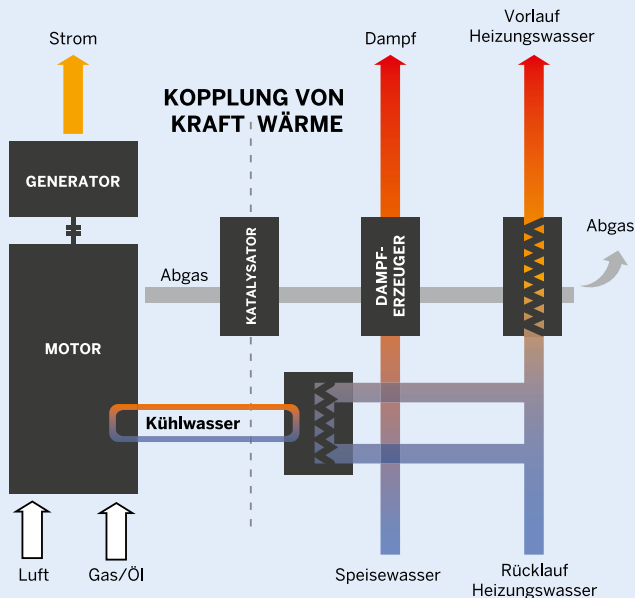 Strom
Dampf
Vorlauf
Heizungswasser
KOPPLUNG VON
KRAFT WÄRME
GENERATOR
Abgas
Abgas
KATALYSATOR
DAMPF-
ERZEUGER
MOTOR
Kühlwasser
Luft
Gas/Öl
Speisewasser
Rücklauf
Heizungswasser